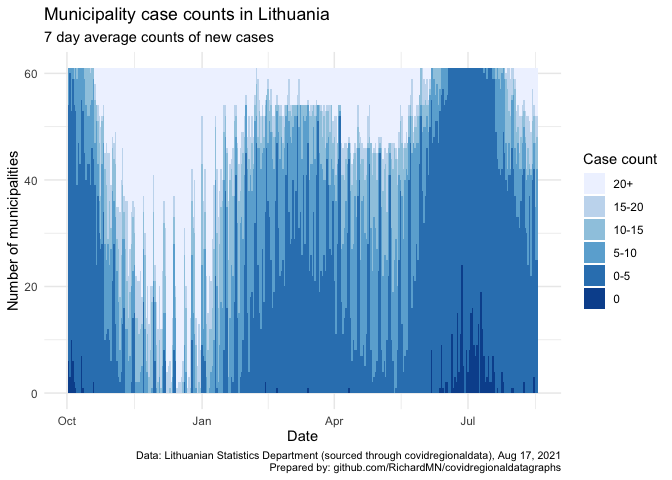 Municipality case counts in Lithuania
7 day average counts of new cases
Number of municipalities
60
40
20
0
Oct
Jan
Apr
Jul
Date
Case count
20+
15-20
10-15
5-10
0-5
0
Data: Lithuanian Statistics Department (sourced through covidregionaldata), Aug 17, 2021
Prepared by: github.com/RichardMN/covidregionaldatagraphs